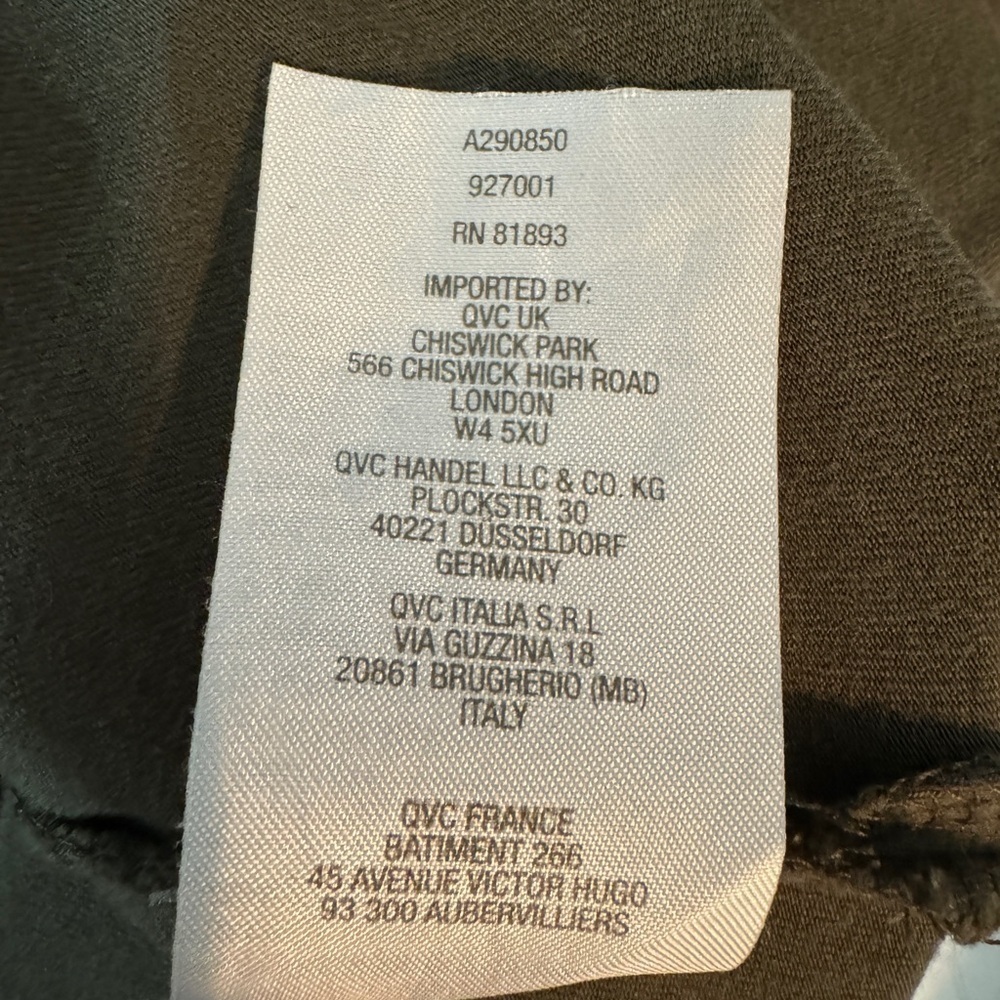 A290850
927001
RN 81893
IMPORTED BY:
QVC UK
CHISWICK PARK
566 CHISWICK HIGH ROAD
LONDON
W4 5XU
QVC HANDEL LLC & CO. KG
PLOCKSTR. 30
40221 DÜSSELDORF
GERMANY
QVC ITALIA S.R.L
VIA GUZZINA 18
20861 BRUGHERIO (MB)
ITALY
QVC FRANCE
BATIMENT 266
45 AVENUE VICTOR HUGO
93 300 AUBERVILLIERS